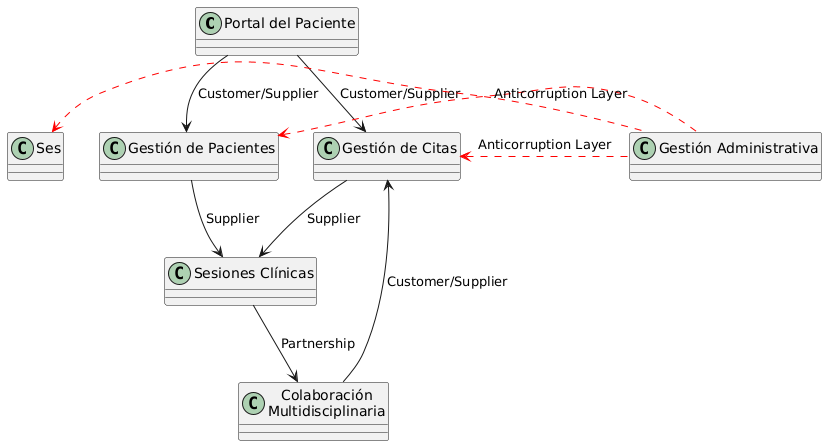 C Portal del Paciente
Customer/Supplier
Customer/Supplier
Anticorruption Layer
C Ses
C Gestión de Pacientes
C Gestión de Citas
Anticorruption Layer
C Gestión Administrativa
Supplier
Supplier
C Sesiones Clínicas
Customer/Supplier
Partnership
C Colaboración
Multidisciplinaria